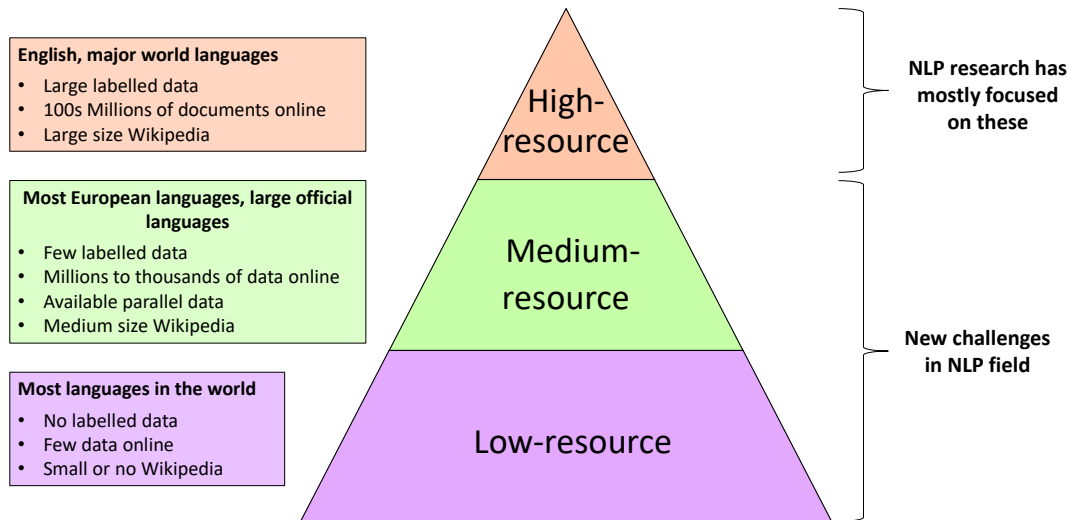 English, major world languages
• Large labelled data
• 100s Millions of documents online
• Large size Wikipedia
High-
resource
NLP research has
mostly focused
on these
Most European languages, large official
languages
• Few labelled data
• Millions to thousands of data online
• Available parallel data
• Medium size Wikipedia
Medium-
resource
New challenges
in NLP field
Most languages in the world
• No labelled data
• Few data online
• Small or no Wikipedia
Low-resource